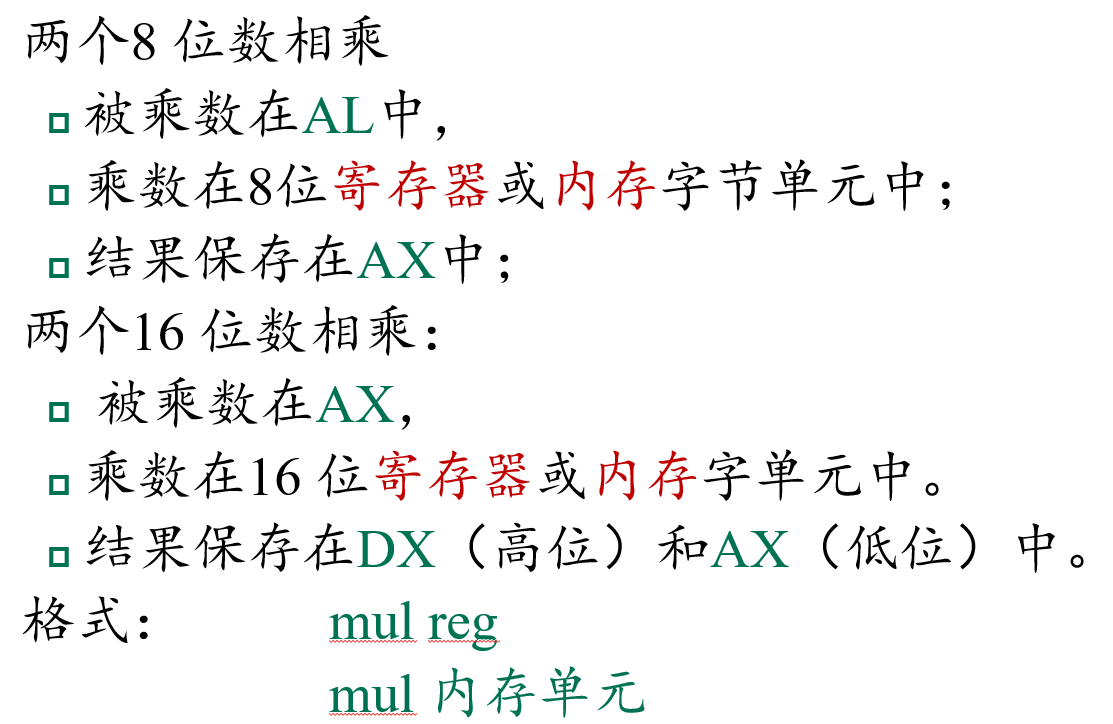 两个8 位数相乘
被乘数在AL中，
乘数在8位寄存器或内存字节单元中；
结果保存在AX中；
两个16 位数相乘：
被乘数在AX，
乘数在16 位寄存器或内存字单元中。
结果保存在DX（高位）和AX（低位）中。
格式： mul reg
mul 内存单元